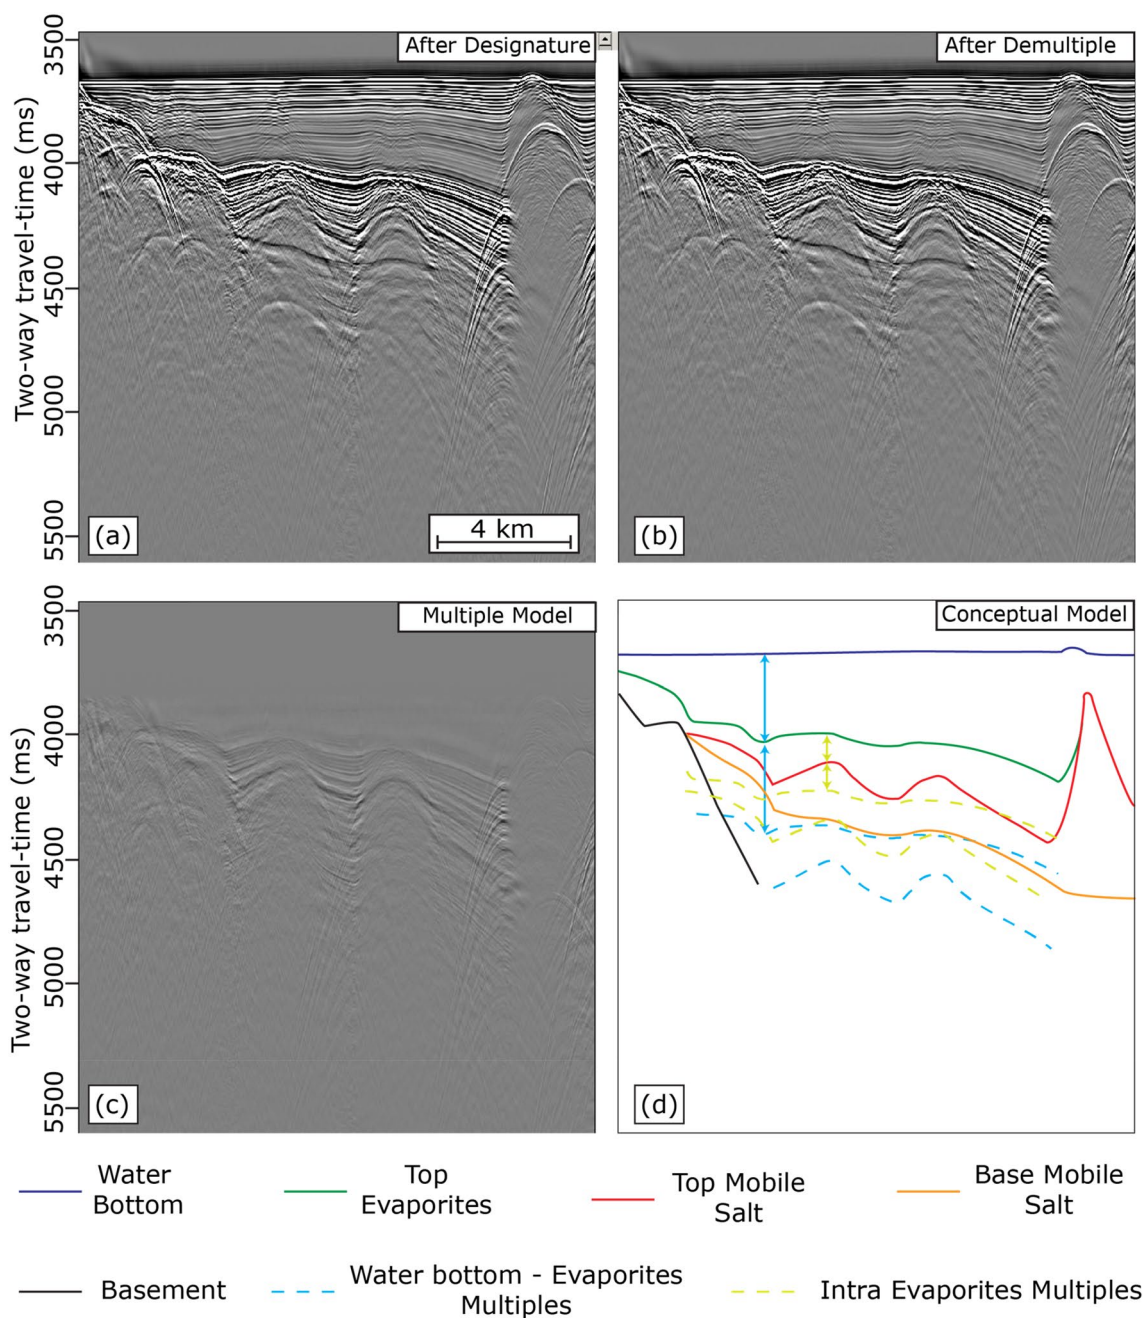 After Designature
After Demultiple
3500
4000
4500
5000
5500
Two-way travel-time (ms)
(a)
4 km
(b)
Multiple Model
Conceptual Model
3500
4000
4500
5000
5500
Two-way travel-time (ms)
(c)
(d)
Water
Bottom
Top
Evaporites
Top Mobile
Salt
Base Mobile
Salt
Basement
Water bottom - Evaporites
Multiples
Intra Evaporites Multiples